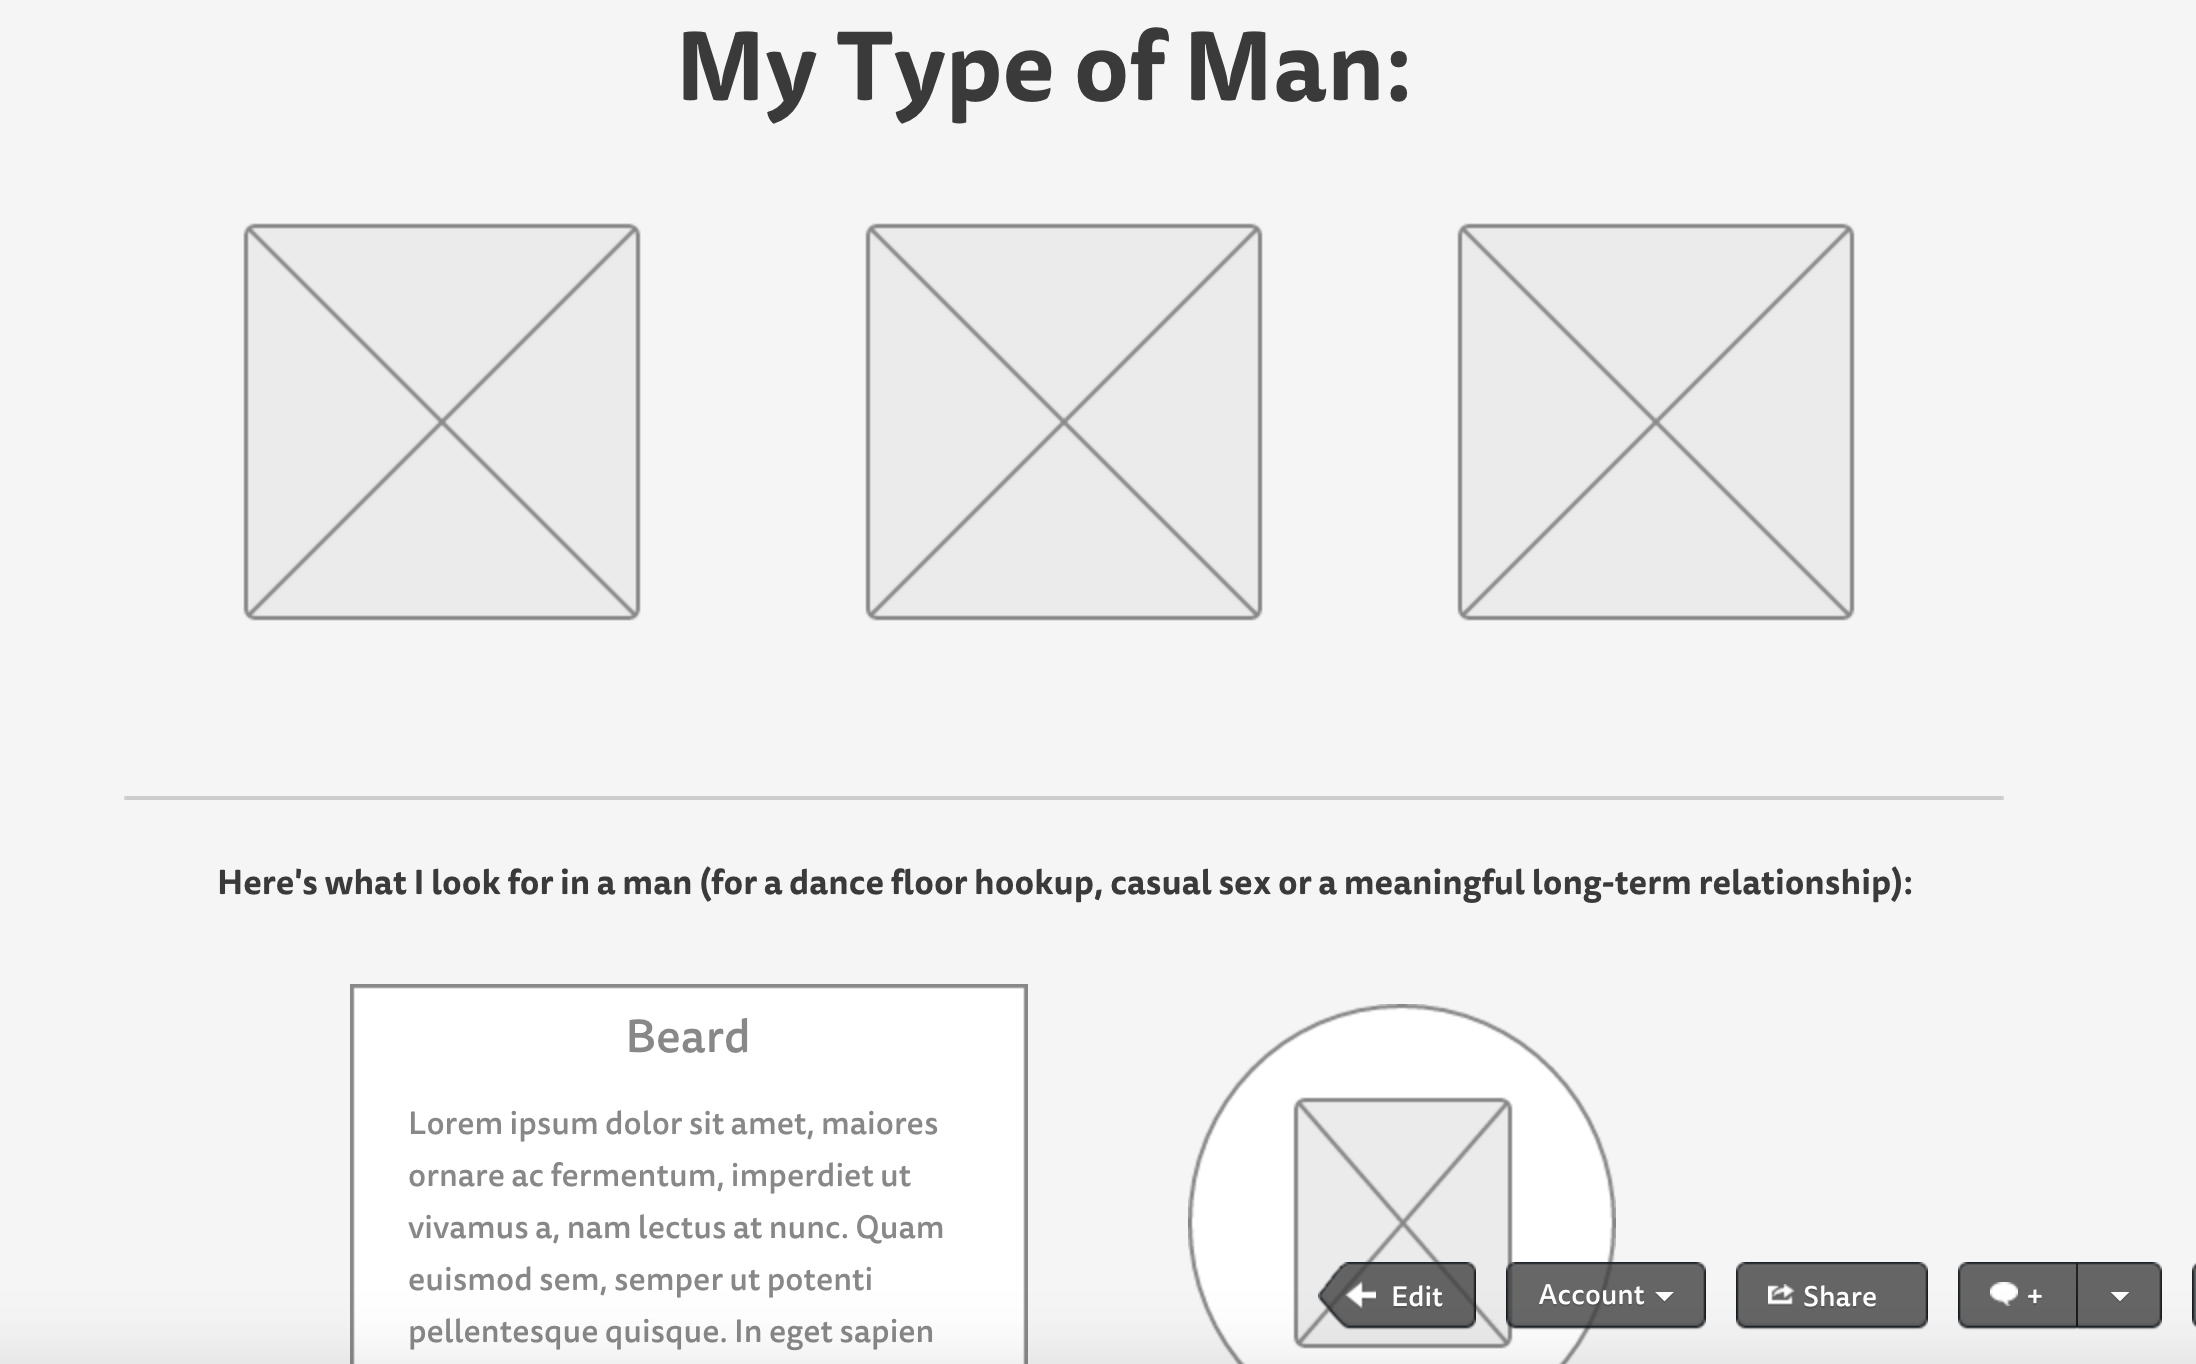 My Type of Man:
Here's what I look for in a man (for a dance floor hookup, casual sex or a meaningful long-term relationship):
Beard
Lorem ipsum dolor sit amet, maiores
ornare ac fermentum, imperdiet ut
vivamus a, nam lectus at nunc. Quam
euismod sem, semper ut potenti
pellentesque quisque. In eget sapien
Edit
Account
Share
+